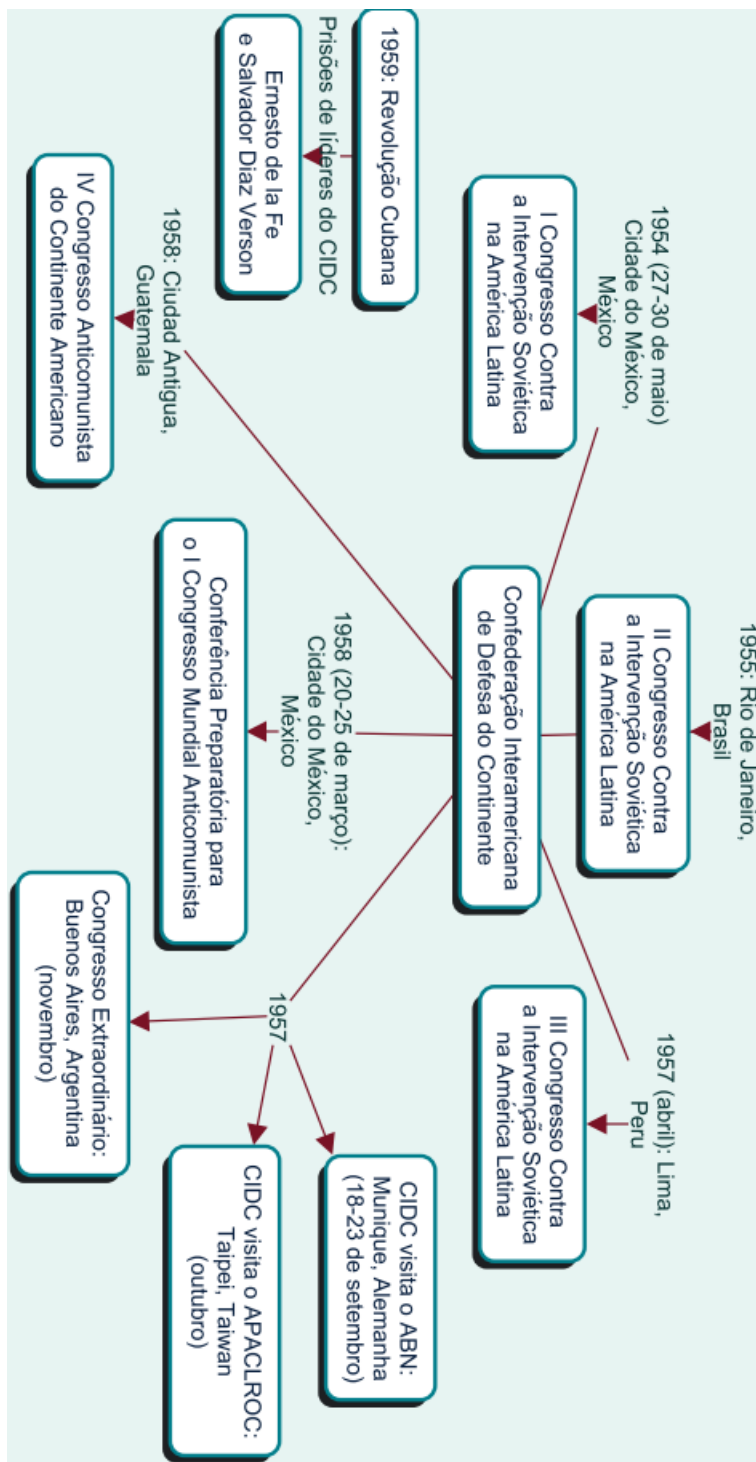 1954 (27-30 de maio)
Cidade do México,
México
I Congresso Contra
a Intervenção Soviética
na América Latina
1955: Rio de Janeiro,
Brasil
II Congresso Contra
a Intervenção Soviética
na América Latina
1957 (abril): Lima,
Peru
III Congresso Contra
a Intervenção Soviética
na América Latina
Confederação Interamericana
de Defesa do Continente
1959: Revolução Cubana
Prisões de líderes do CIDC
Ernesto de la Fe
e Salvador Diaz Verson
1958: Ciudad Antigua,
Guatemala
IV Congresso Anticomunista
do Continente Americano
1958 (20-25 de março):
Cidade do México,
México
Conferência Preparatória para
o I Congresso Mundial Anticomunista
1957
CIDC visita o ABN:
Munique, Alemanha
(18-23 de setembro)
CIDC visita o APACLROC:
Taipei, Taiwan
(outubro)
Congresso Extraordinário:
Buenos Aires, Argentina
(novembro)